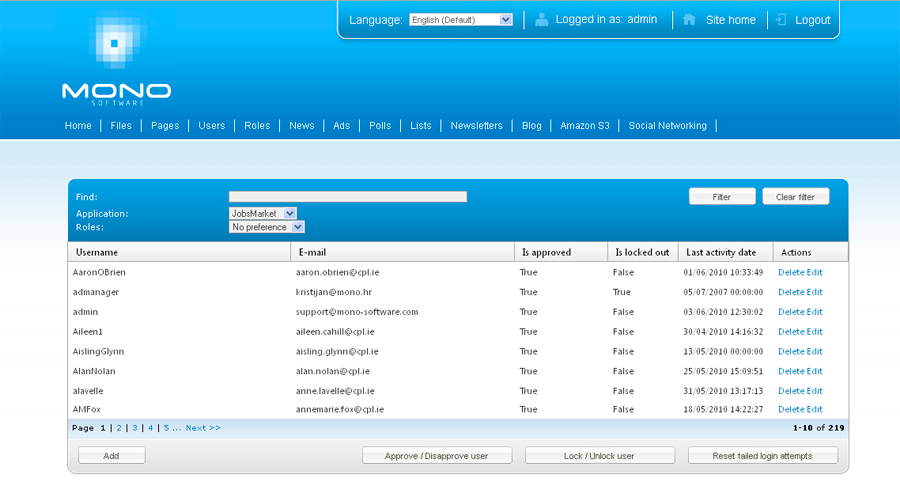 Language: English (Default) Logged in as: admin Site home Logout
MONO
SOFTWARE
Home Files Pages Users Roles News Ads Polls Lists Newsletters Blog Amazon S3 Social Networking
Find: Filter Clear filter
Application: JobsMarket
Roles: No preference
Username E-mail Is approved Is locked out Last activity date Actions
AaronOBrien aaron.obrien@cpl.ie True False 01/06/2010 10:33:49 Delete Edit
admanager kristijan@mono.hr True True 05/07/2007 00:00:00 Delete Edit
admin support@mono-software.com True False 03/06/2010 12:30:02 Delete Edit
Aileen1 aileen.cahill@cpl.ie True False 30/04/2010 14:16:32 Delete Edit
AislingGlynn aisling.glynn@cpl.ie True False 13/05/2010 00:00:00 Delete Edit
AlanNolan alan.nolan@cpl.ie True False 25/05/2010 15:09:51 Delete Edit
alavelle anne.lavelle@cpl.ie True False 31/05/2010 13:17:13 Delete Edit
AMFox annemarie.fox@cpl.ie True False 18/05/2010 14:22:27 Delete Edit
Page 1 | 2 | 3 | 4 | 5 ... Next >> 1-10 of 219
Add Approve / Disapprove user Lock / Unlock user Reset failed login attempts